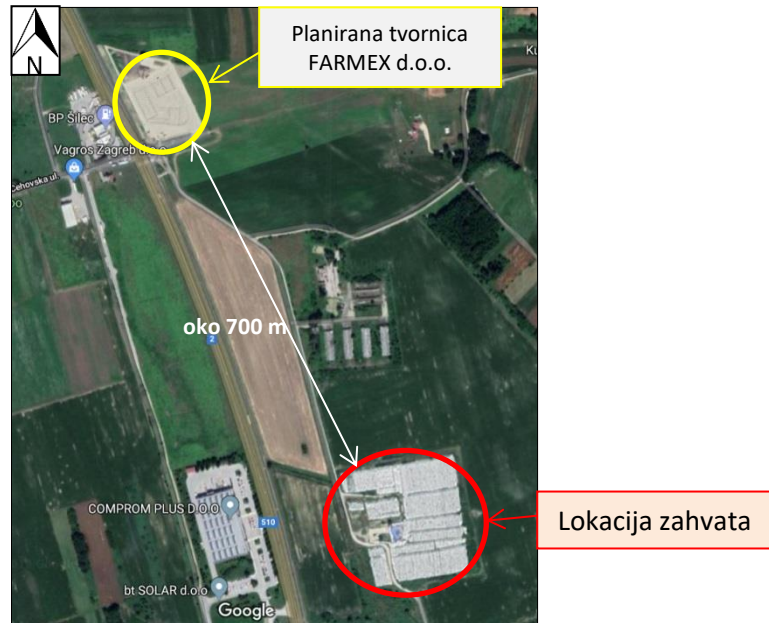 N
Planirana tvornica
FARMEX d.o.o.
Ku
BP Šilec
Vagros Zagreb d.o.o
Čehovska ul.
oko 700 m
2
COMPROM PLUS D.O.O
510
Lokacija zahvata
bt SOLAR d.o.o
Google